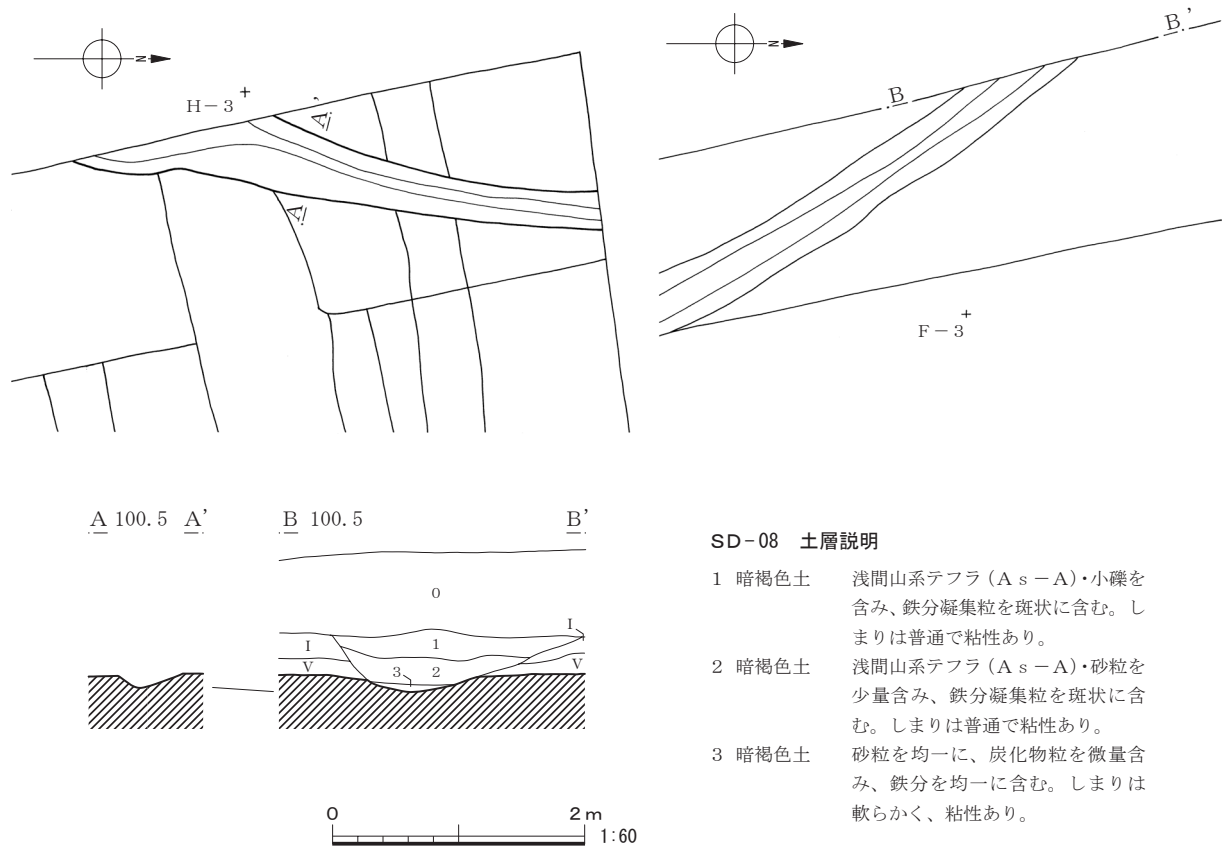 N
H－3
A'
A
N
B'
B
F－3
A 100.5 A'
B 100.5 B'
0
I
I
1
V
3
2
V
SD-08 土層説明
1 暗褐色土 浅間山系テフラ（As－A）・小礫を
含み、鉄分凝集粒を斑状に含む。し
まりは普通で粘性あり。
2 暗褐色土 浅間山系テフラ（As－A）・砂粒を
少量含み、鉄分凝集粒を斑状に含
む。しまりは普通で粘性あり。
3 暗褐色土 砂粒を均一に、炭化物粒を微量含
み、鉄分を均一に含む。しまりは
軟らかく、粘性あり。
0 2m
1:60